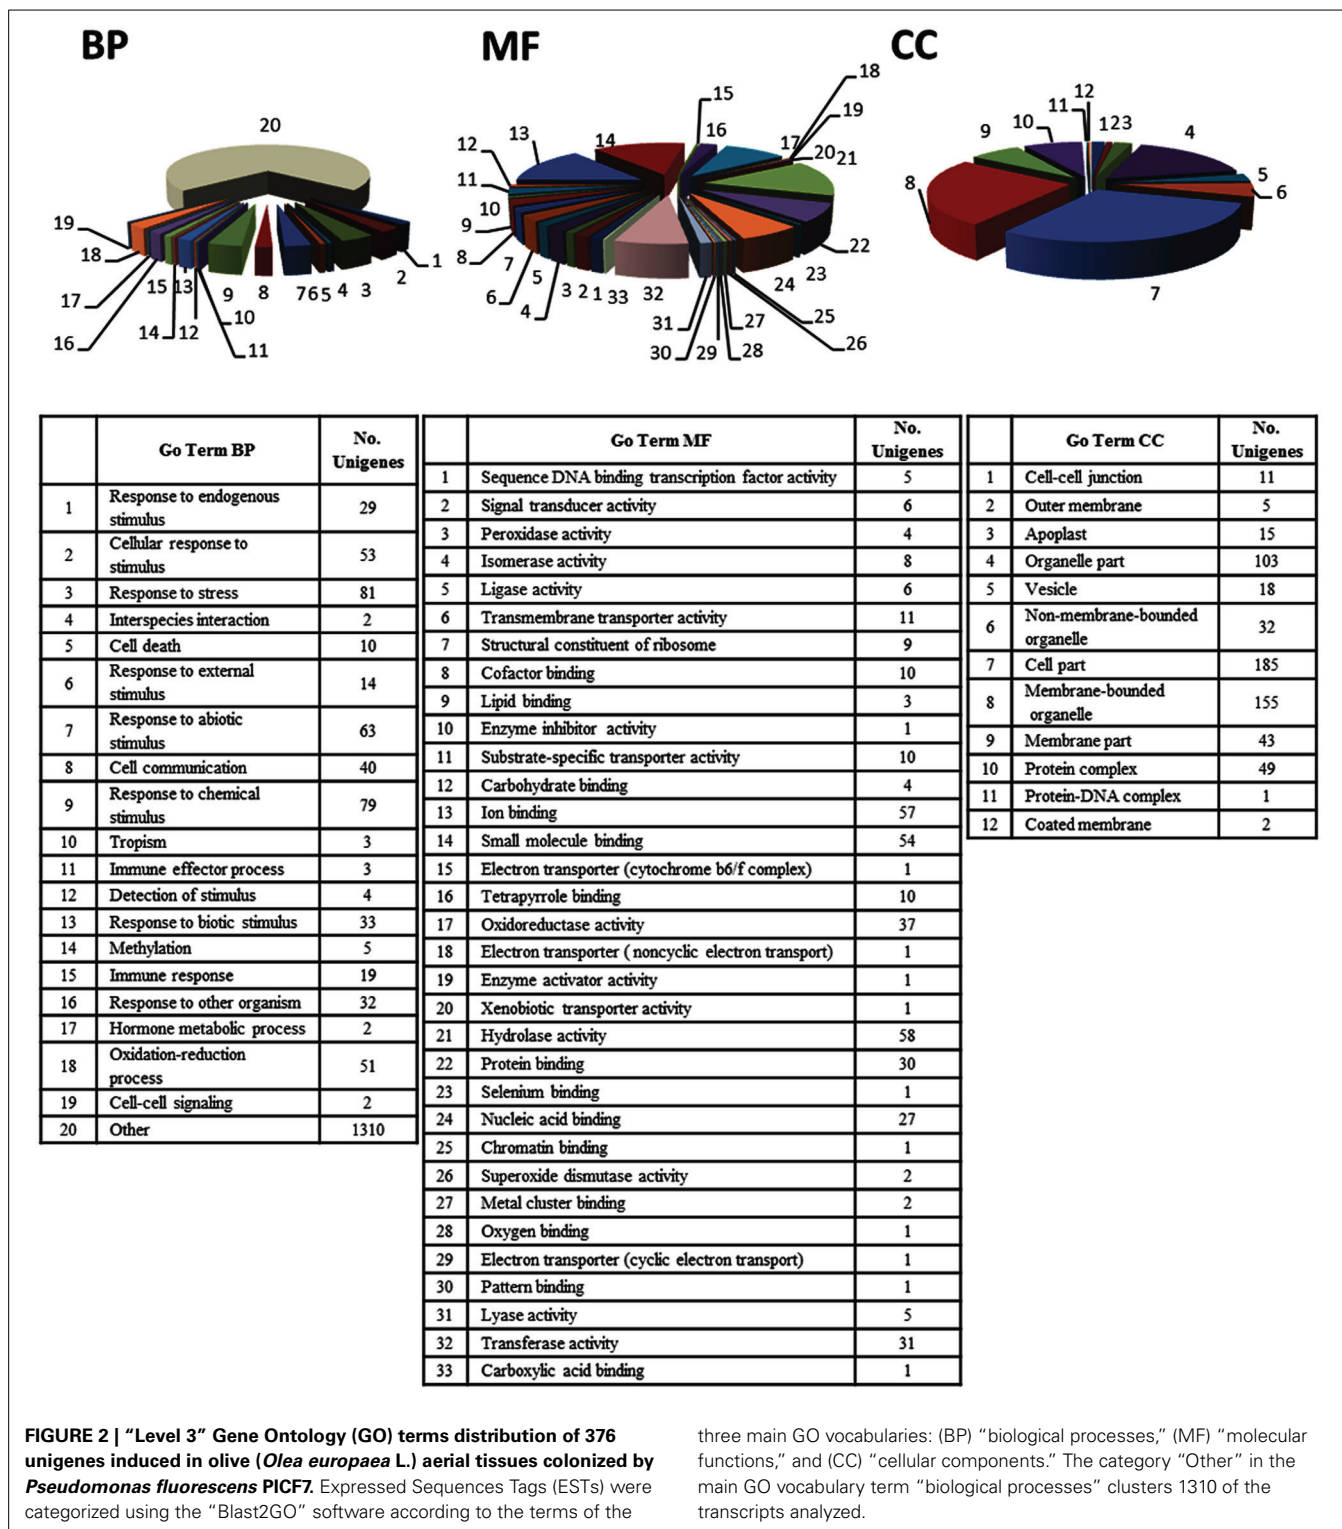 BP
MF
CC
20
19
18
17
16
15
14
13
12
11
10
9
8
7
6
5
4
3
2
1
12
11
10
9
8
7
6
5
4
3
2
1
33
32
31
30
29
28
27
26
25
24
23
22
21
20
19
18
17
16
15
14
13
12
11
10
9
8
7
6
5
4
3
2
1
Go Term BP No. Unigenes
1 Response to endogenous stimulus 29
2 Cellular response to stimulus 53
3 Response to stress 81
4 Interspecies interaction 2
5 Cell death 10
6 Response to external stimulus 14
7 Response to abiotic stimulus 63
8 Cell communication 40
9 Response to chemical stimulus 79
10 Tropism 3
11 Immune effector process 3
12 Detection of stimulus 4
13 Response to biotic stimulus 33
14 Methylation 5
15 Immune response 19
16 Response to other organism 32
17 Hormone metabolic process 2
18 Oxidation-reduction process 51
19 Cell-cell signaling 2
20 Other 1310
Go Term MF No. Unigenes
1 Sequence DNA binding transcription factor activity 5
2 Signal transducer activity 6
3 Peroxidase activity 4
4 Isomerase activity 8
5 Ligase activity 6
6 Transmembrane transporter activity 11
7 Structural constituent of ribosome 9
8 Cofactor binding 10
9 Lipid binding 3
10 Enzyme inhibitor activity 1
11 Substrate-specific transporter activity 10
12 Carbohydrate binding 4
13 Ion binding 57
14 Small molecule binding 54
15 Electron transporter (cytochrome b6/f complex) 1
16 Tetrapyrrole binding 10
17 Oxidoreductase activity 37
18 Electron transporter ( noncyclic electron transport) 1
19 Enzyme activator activity 1
20 Xenobiotic transporter activity 1
21 Hydrolase activity 58
22 Protein binding 30
23 Selenium binding 1
24 Nucleic acid binding 27
25 Chromatin binding 1
26 Superoxide dismutase activity 2
27 Metal cluster binding 2
28 Oxygen binding 1
29 Electron transporter (cyclic electron transport) 1
30 Pattern binding 1
31 Lyase activity 5
32 Transferase activity 31
33 Carboxylic acid binding 1
Go Term CC No. Unigenes
1 Cell-cell junction 11
2 Outer membrane 5
3 Apoplast 15
4 Organelle part 103
5 Vesicle 18
6 Non-membrane-bounded organelle 32
7 Cell part 185
8 Membrane-bounded organelle 155
9 Membrane part 43
10 Protein complex 49
11 Protein-DNA complex 1
12 Coated membrane 2
FIGURE 2 | “Level 3” Gene Ontology (GO) terms distribution of 376
unigenes induced in olive (Olea europaea L.) aerial tissues colonized by
Pseudomonas fluorescens PICF7. Expressed Sequences Tags (ESTs) were
categorized using the “Blast2GO” software according to the terms of the
three main GO vocabularies: (BP) “biological processes,” (MF) “molecular
functions,” and (CC) “cellular components.” The category “Other” in the
main GO vocabulary term “biological processes” clusters 1310 of the
transcripts analyzed.